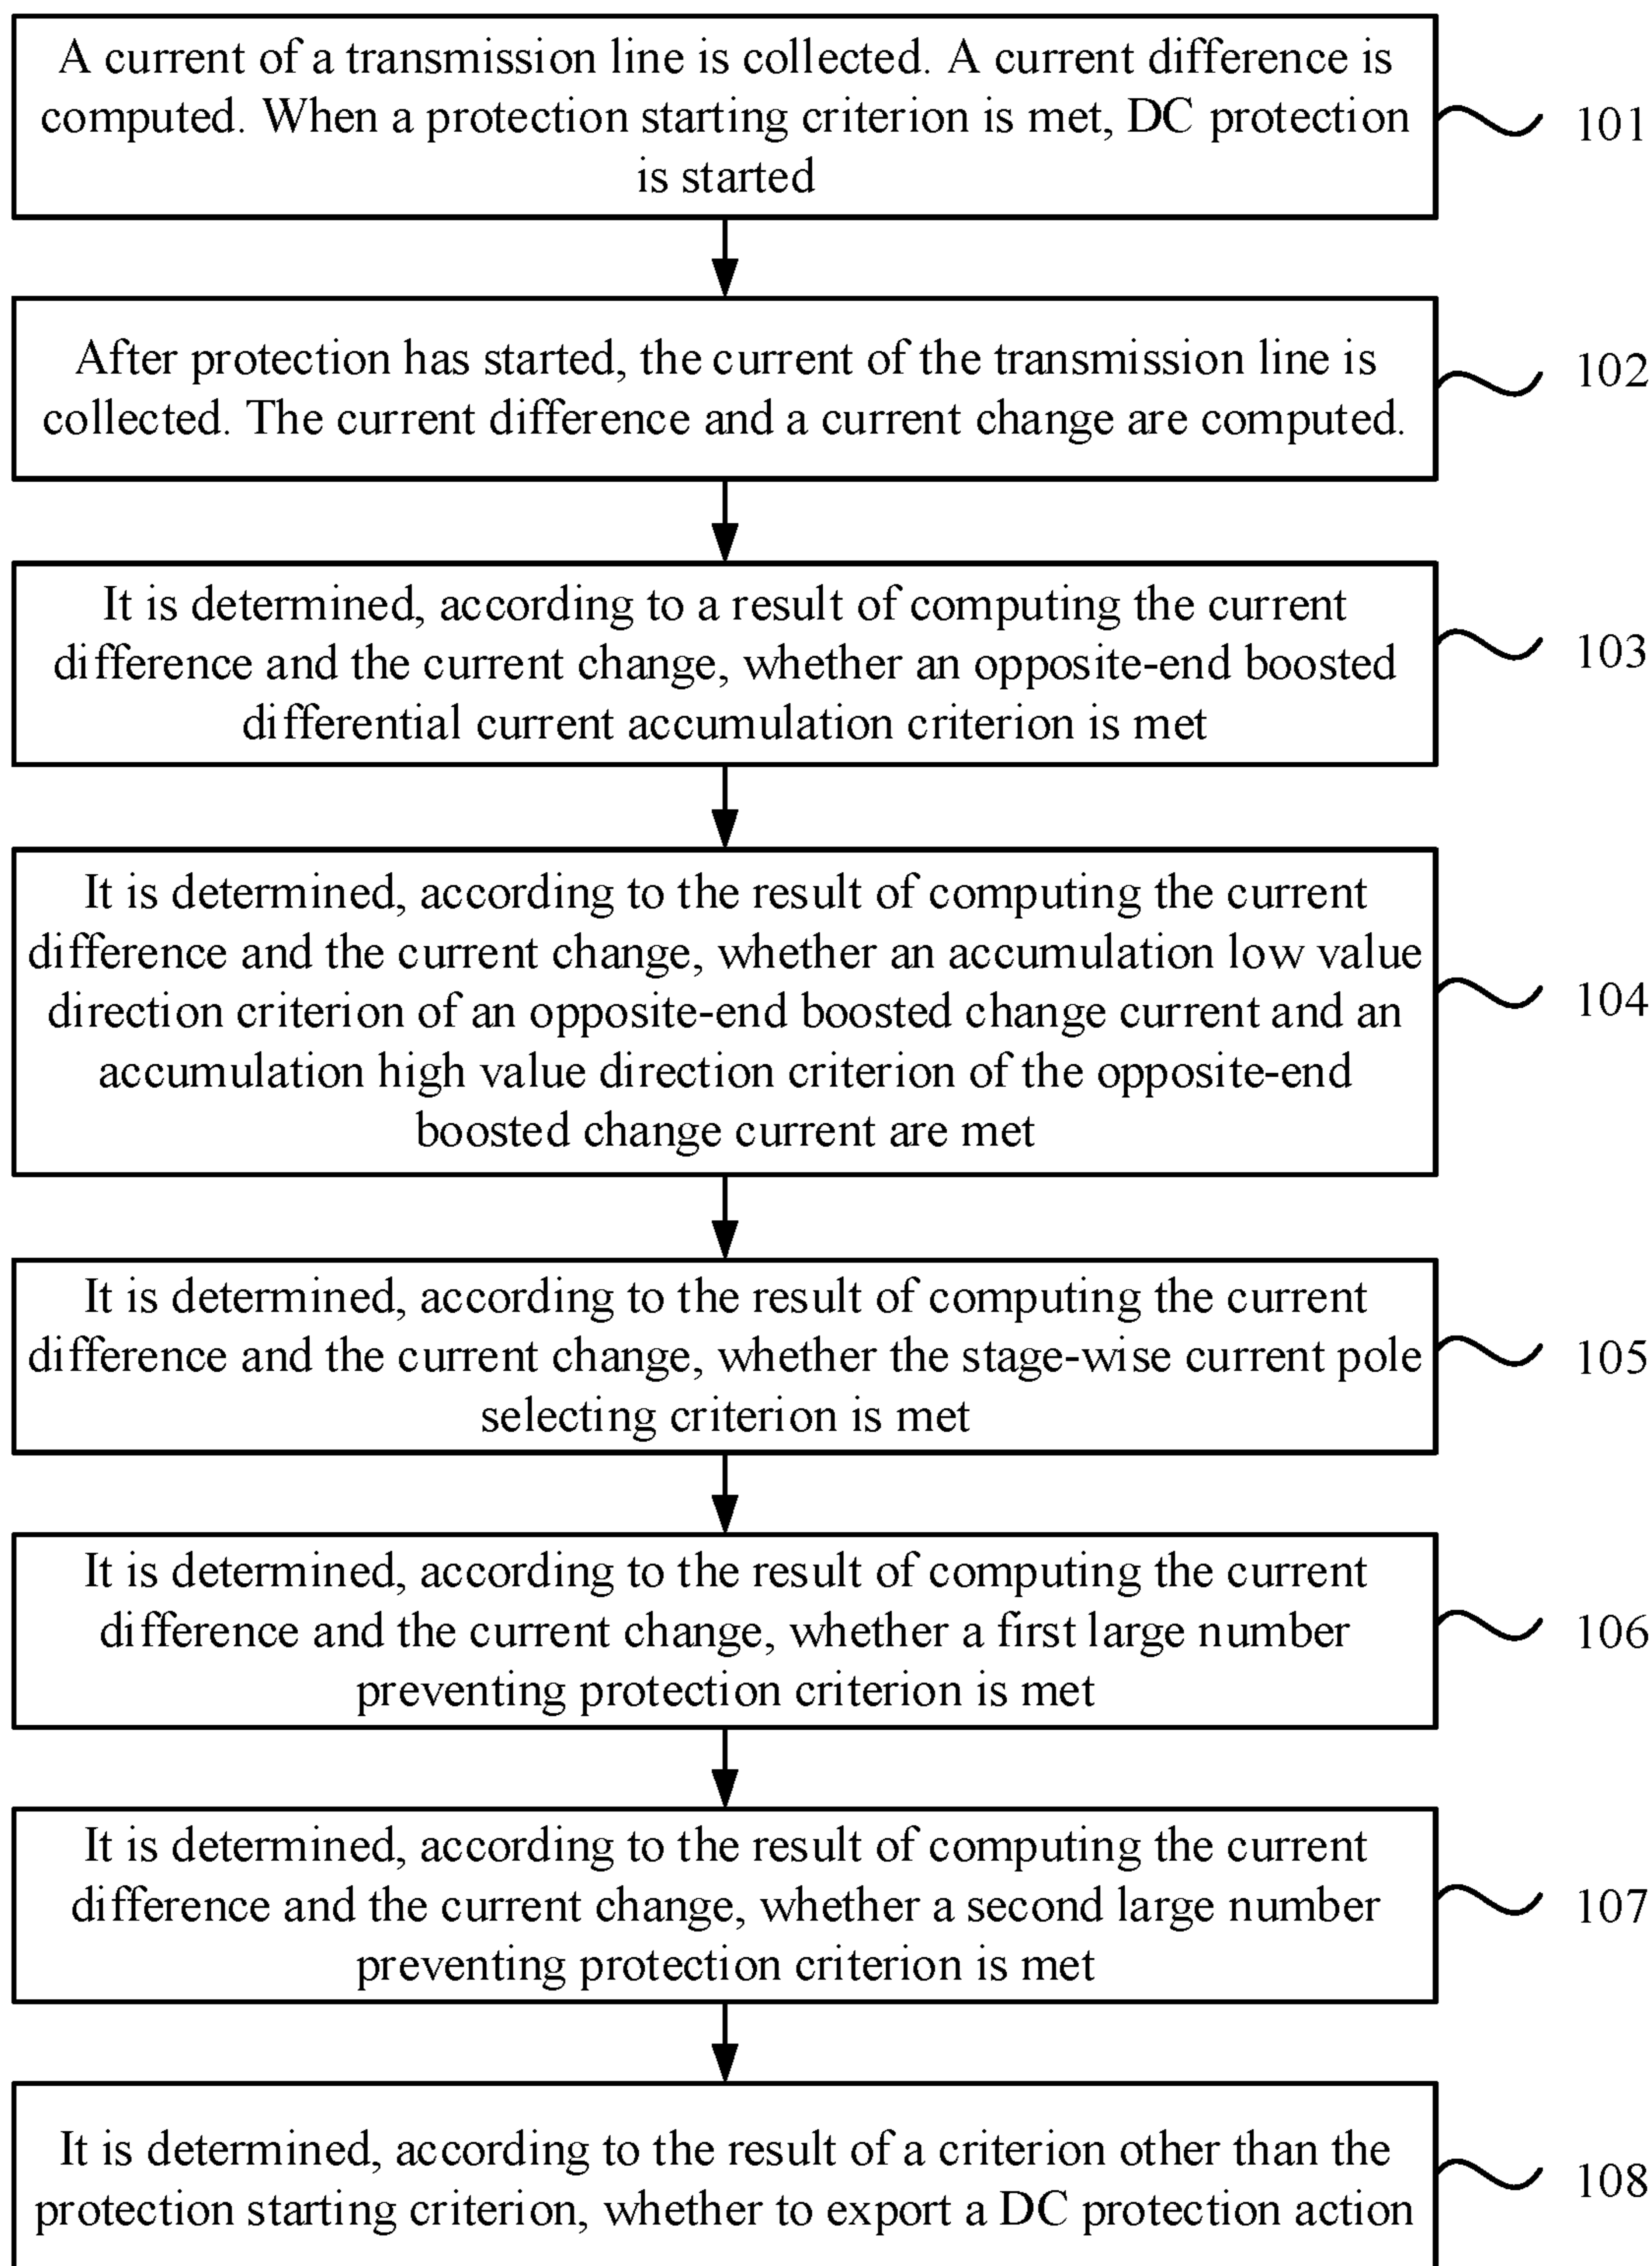 A current of a transmission line is collected. A current difference is
computed. When a protection starting criterion is met, DC protection
is started
101
After protection has started, the current of the transmission line is
collected. The current difference and a current change are computed.
102
It is determined, according to a result of computing the current
difference and the current change, whether an opposite-end boosted
differential current accumulation criterion is met
103
It is determined, according to the result of computing the current
difference and the current change, whether an accumulation low value
direction criterion of an opposite-end boosted change current and an
accumulation high value direction criterion of the opposite-end
boosted change current are met
104
It is determined, according to the result of computing the current
difference and the current change, whether the stage-wise current pole
selecting criterion is met
105
It is determined, according to the result of computing the current
difference and the current change, whether a first large number
preventing protection criterion is met
106
It is determined, according to the result of computing the current
difference and the current change, whether a second large number
preventing protection criterion is met
107
It is determined, according to the result of a criterion other than the
protection starting criterion, whether to export a DC protection action
108